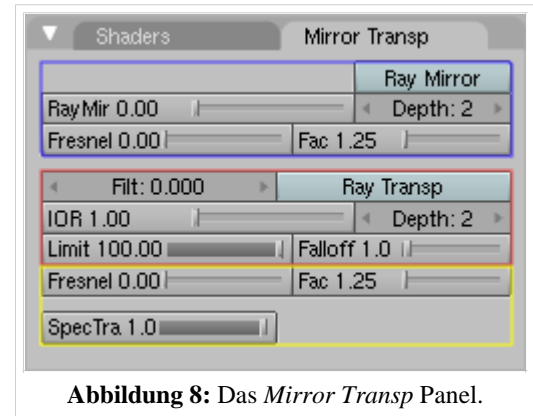 Shaders Mirror Transp
Ray Mirror
RayMir 0.00 Depth: 2
Fresnel 0.00 Fac 1.25
Filt: 0.000 Ray Transp
IOR 1.00 Depth: 2
Limit 100.00 Falloff 1.0
Fresnel 0.00 Fac 1.25
SpecTra 1.0
Abbildung 8: Das Mirror Transp Panel.